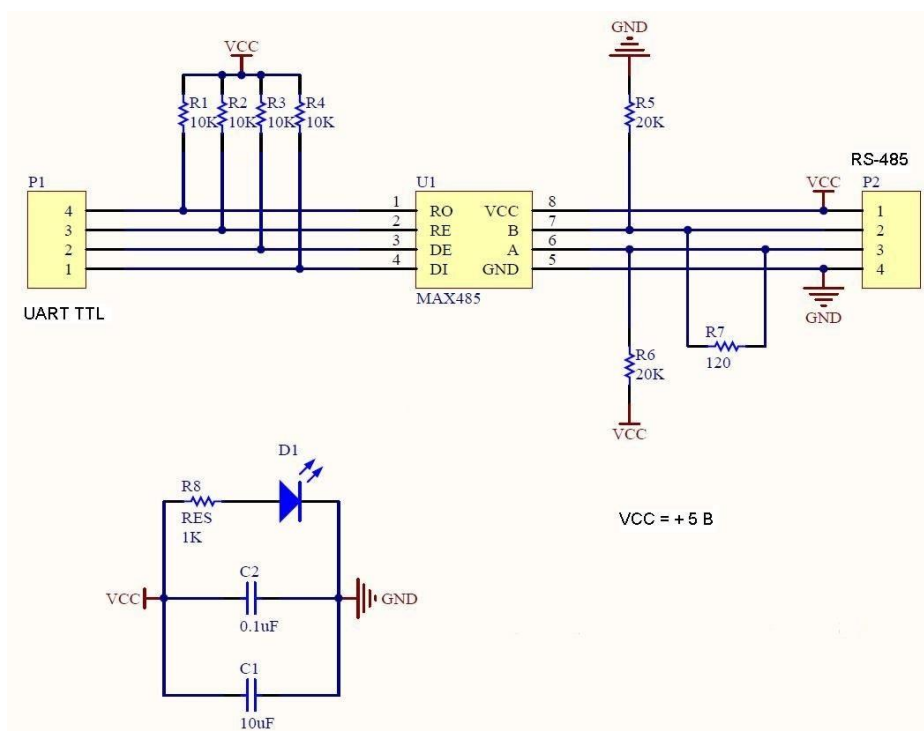 GND
VCC
R1
10K
R2
10K
R3
10K
R4
10K
R5
20K
RS-485
P1
U1
VCC
P2
4
1
RO
VCC
8
1
3
2
RE
B
7
2
2
3
DE
A
6
3
1
4
DI
GND
5
4
UART TTL
MAX485
GND
R7
120
R6
20K
VCC
D1
R8
RES
1K
VCC = + 5 B
C2
VCC
GND
0.1uF
C1
10uF